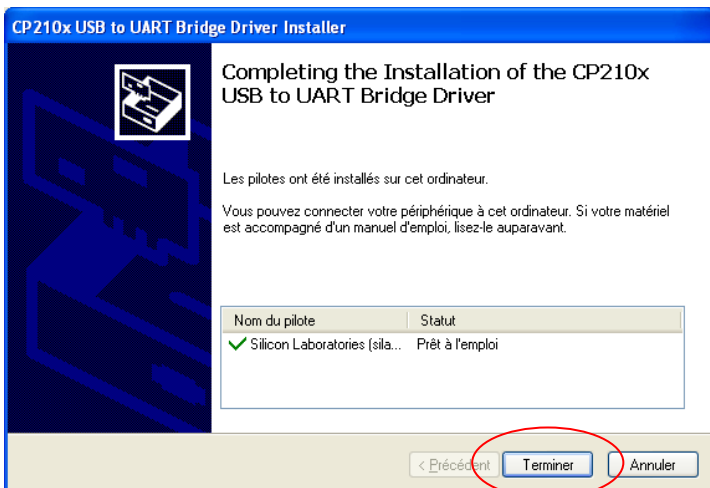 CP210x USB to UART Bridge Driver Installer
Completing the Installation of the CP210x
USB to UART Bridge Driver
Les pilotes ont été installés sur cet ordinateur.
Vous pouvez connecter votre périphérique à cet ordinateur. Si votre matériel
est accompagné d'un manuel d'emploi, lisez-le auparavant.
Nom du pilote Statut
Silicon Laboratories (sila... Prêt à l'emploi
< Précédent Terminer Annuler